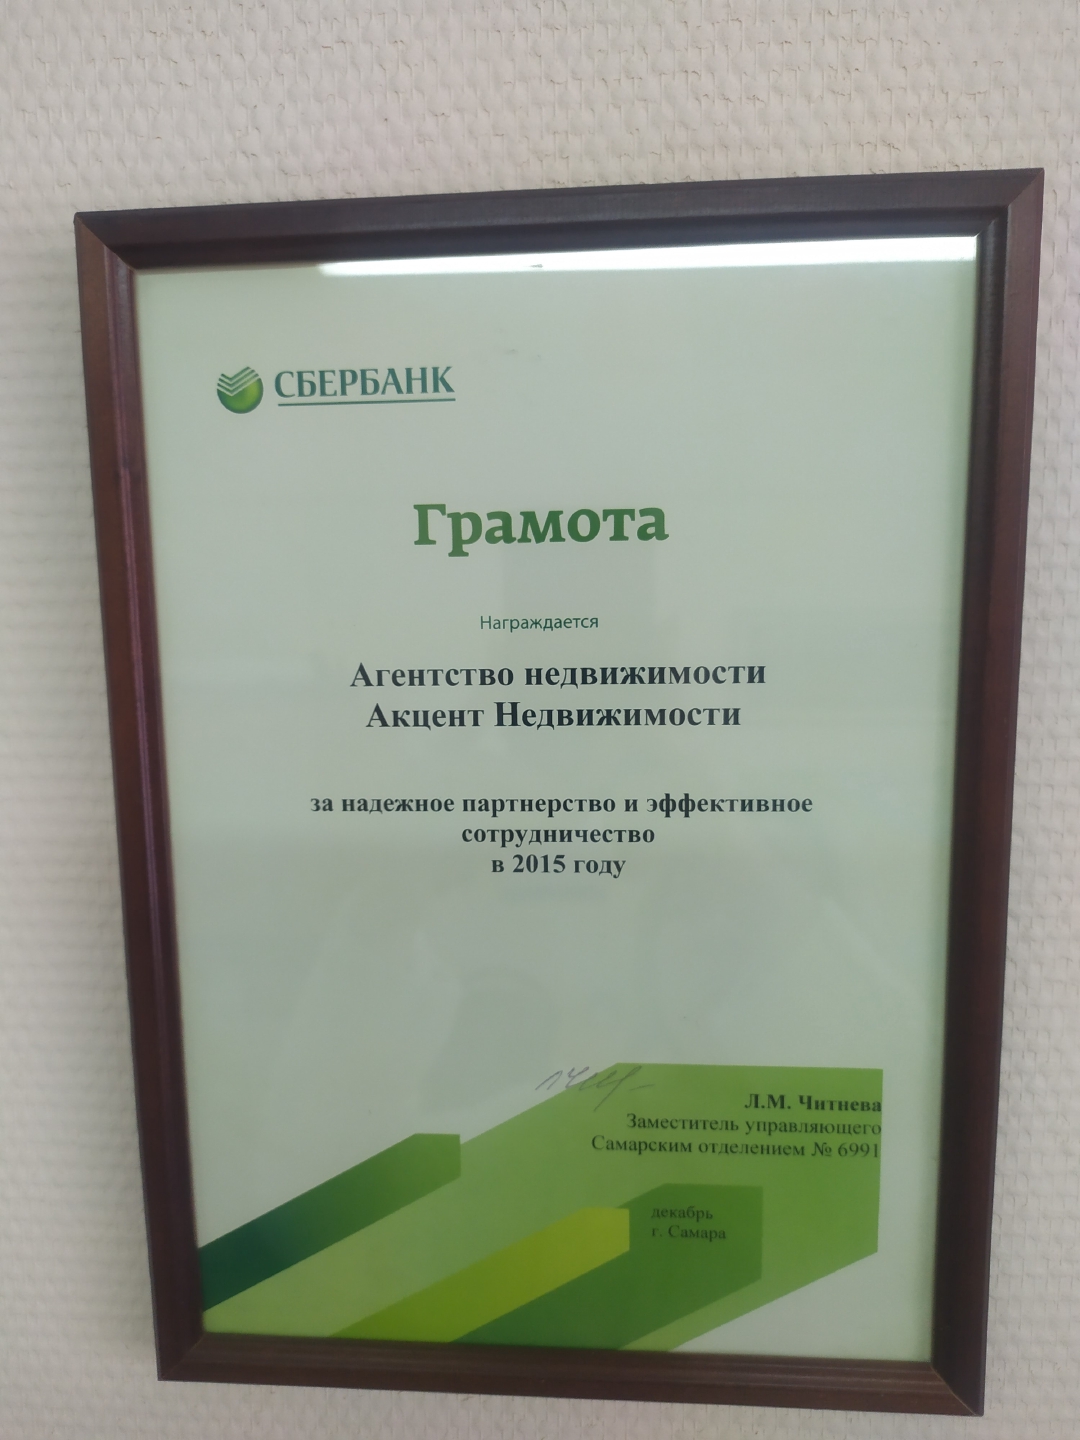 СБЕРБАНК
Грамота
Награждается
Агентство недвижимости
Акцент Недвижимости
за надежное партнерство и эффективное
сотрудничество
в 2015 году
Л.М. Читнева
Заместитель управляющего
Самарским отделением № 6991
декабрь
г. Самара